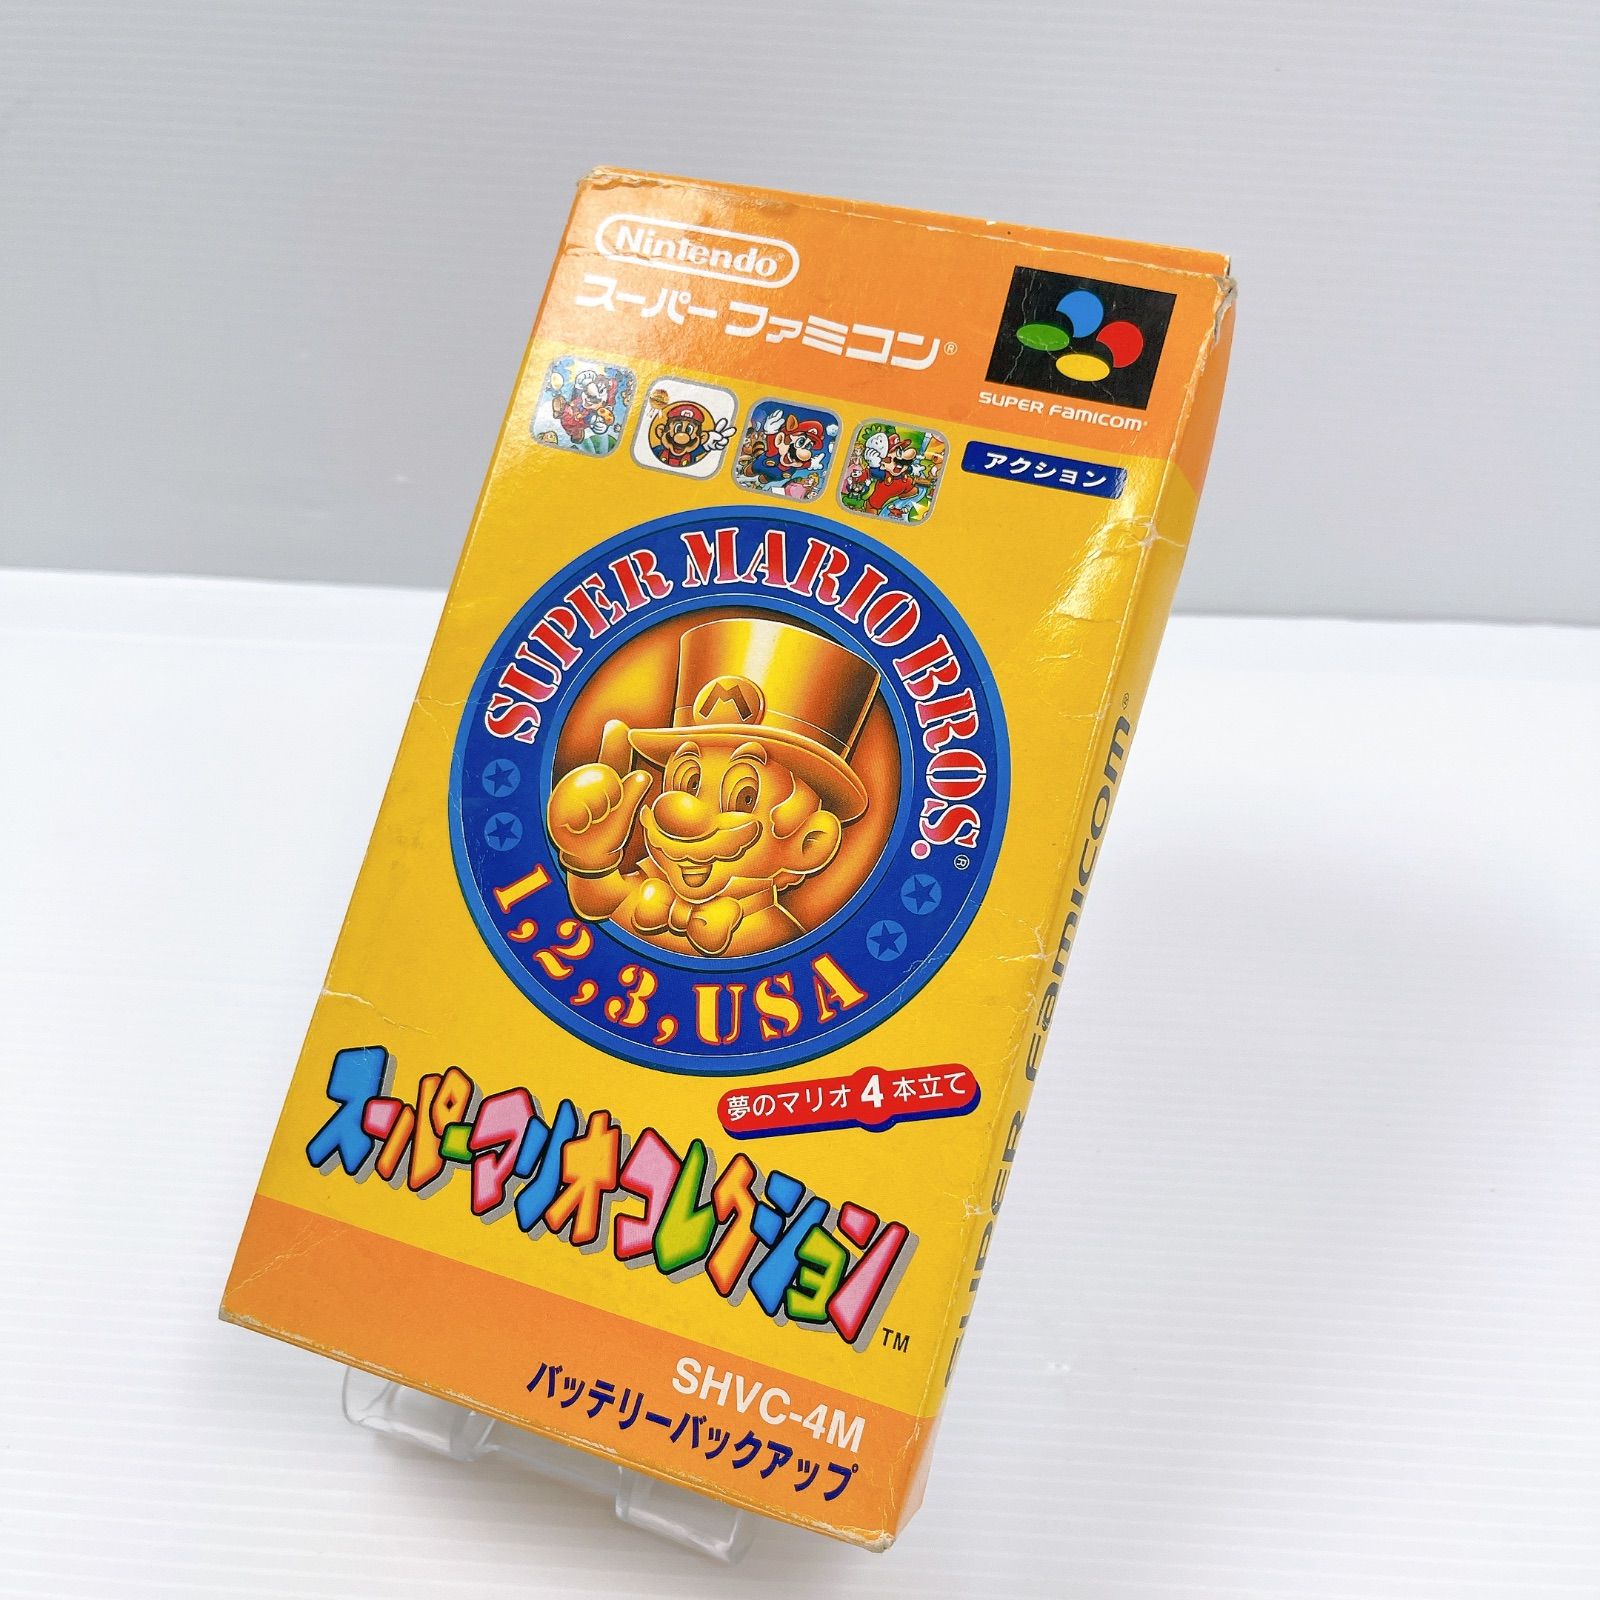 Nintendo®
スーパーファミコン®
SUPER FAMICOM®
アクション
SUPER MARIO BROS.®
M
1, 2, 3, USA
夢のマリオ4本立て
スーパーマリオコレクション™
SHVC-4M
バッテリーバックアップ
SUPER FAMICOM®